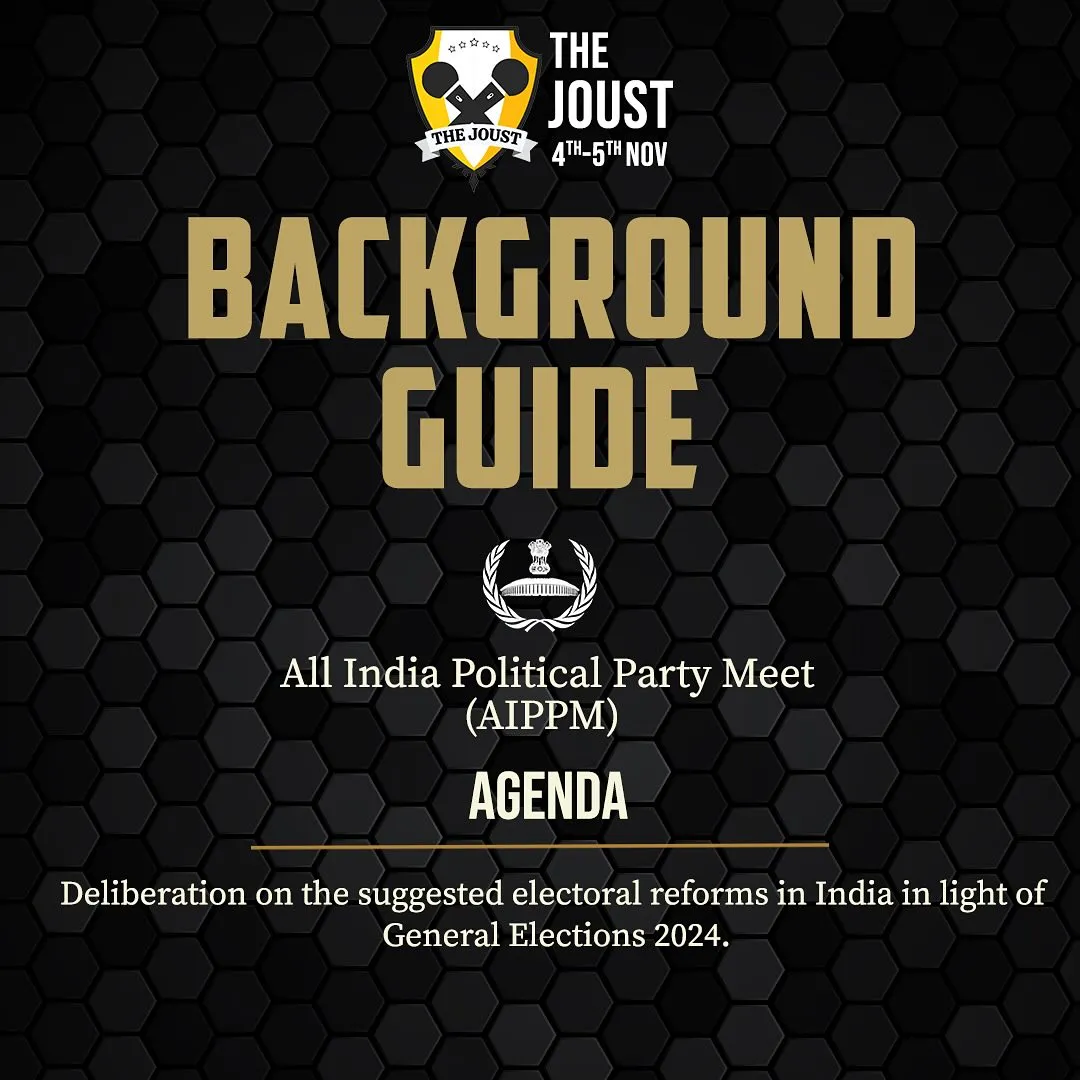 THE JOUST
THE
JOUST
4TH-5TH NOV
BACKGROUND
GUIDE
All India Political Party Meet
(AIPPM)
AGENDA
Deliberation on the suggested electoral reforms in India in light of
General Elections 2024.